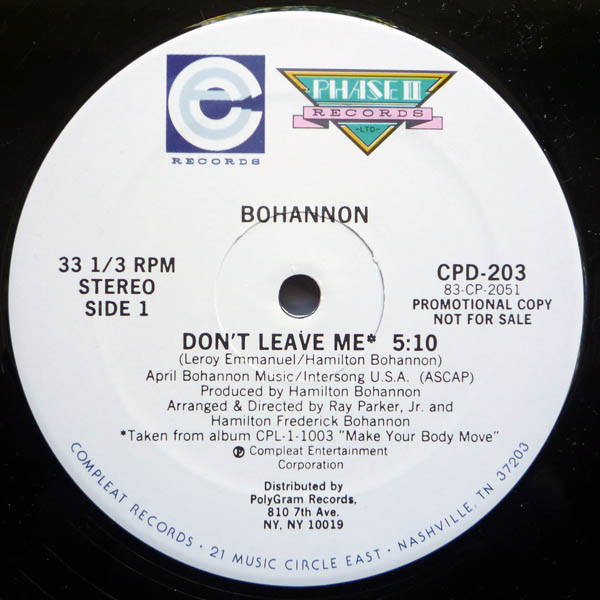 RECORDS
PHASE II
RECORDS
-LTD-
BOHANNON
33 1/3 RPM
STEREO
SIDE 1
CPD-203
83-CP-2051
PROMOTIONAL COPY
NOT FOR SALE
DON'T LEAVE ME* 5:10
(Leroy Emmanuel/Hamilton Bohannon)
April Bohannon Music/Intersong U.S.A. (ASCAP)
Produced by Hamilton Bohannon
Arranged & Directed by Ray Parker, Jr. and
Hamilton Frederick Bohannon
*Taken from album CPL-1-1003 "Make Your Body Move"
℗ Compleat Entertainment
Corporation
Distributed by
PolyGram Records,
810 7th Ave.
NY, NY 10019
COMPLEAT RECORDS · 21 MUSIC CIRCLE EAST · NASHVILLE, TN 37203